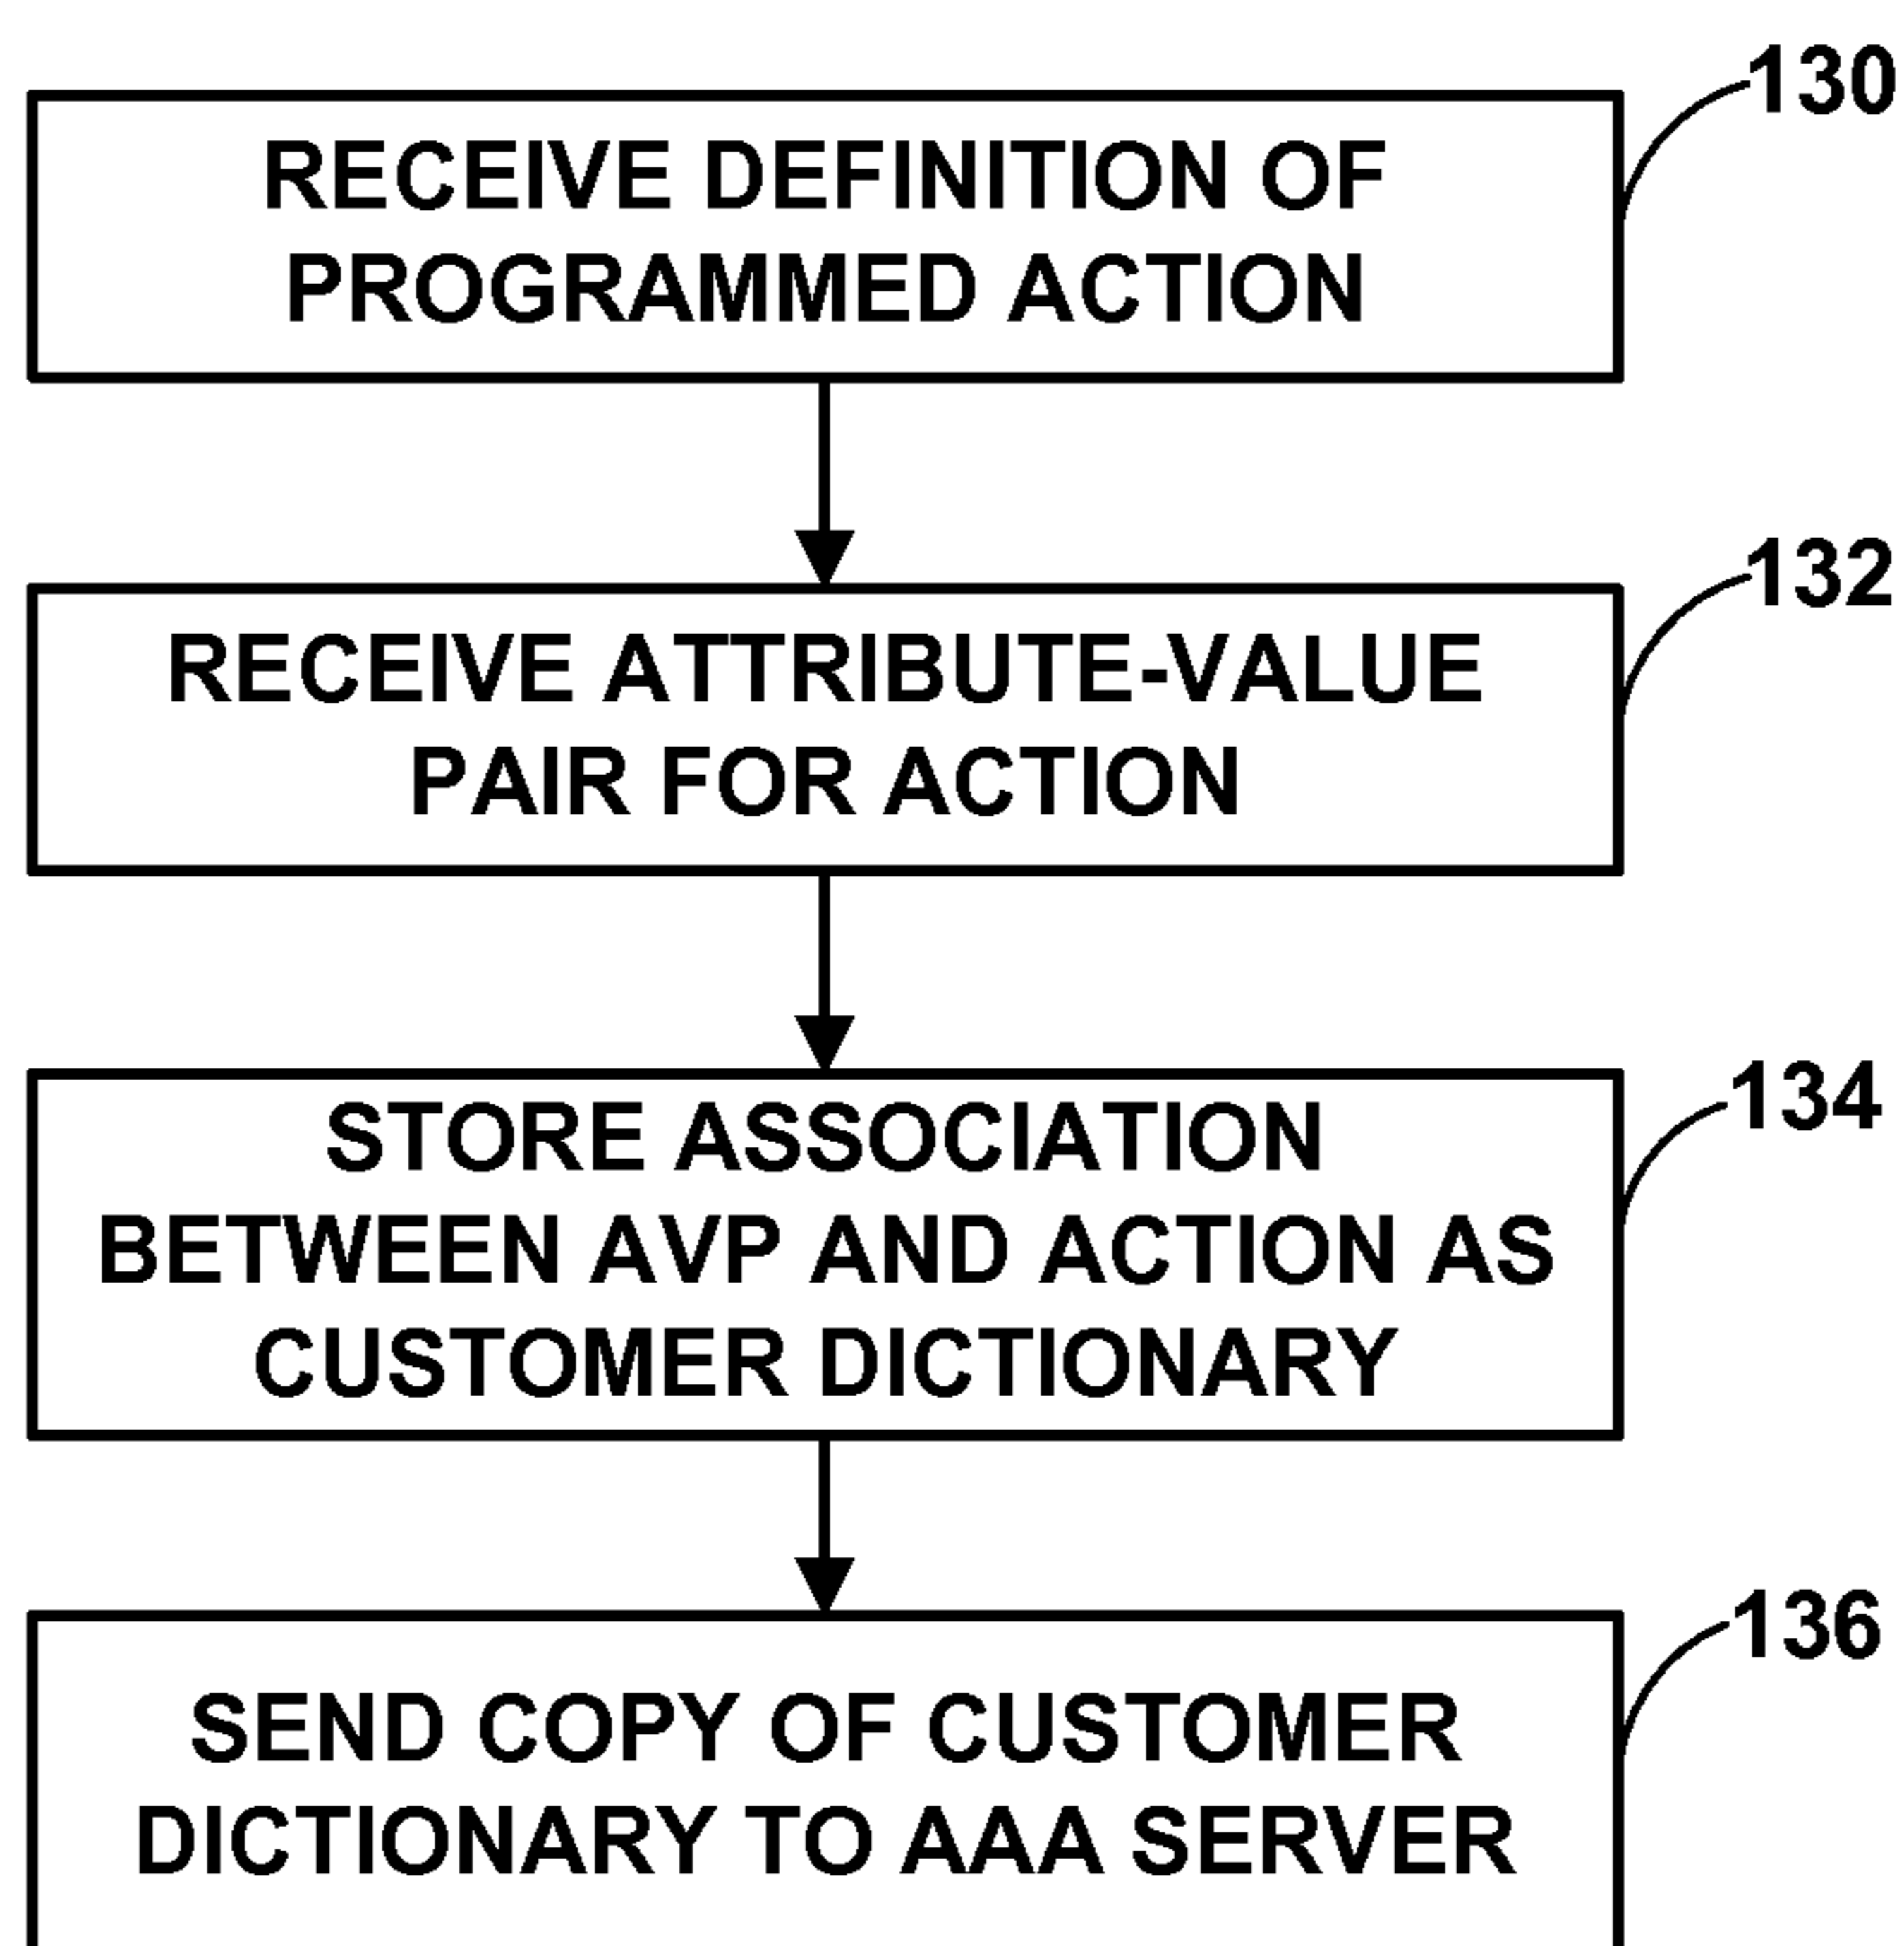 130
RECEIVE DEFINITION OF
PROGRAMMED ACTION
132
RECEIVE ATTRIBUTE-VALUE
PAIR FOR ACTION
134
STORE ASSOCIATION
BETWEEN AVP AND ACTION AS
CUSTOMER DICTIONARY
136
SEND COPY OF CUSTOMER
DICTIONARY TO AAA SERVER